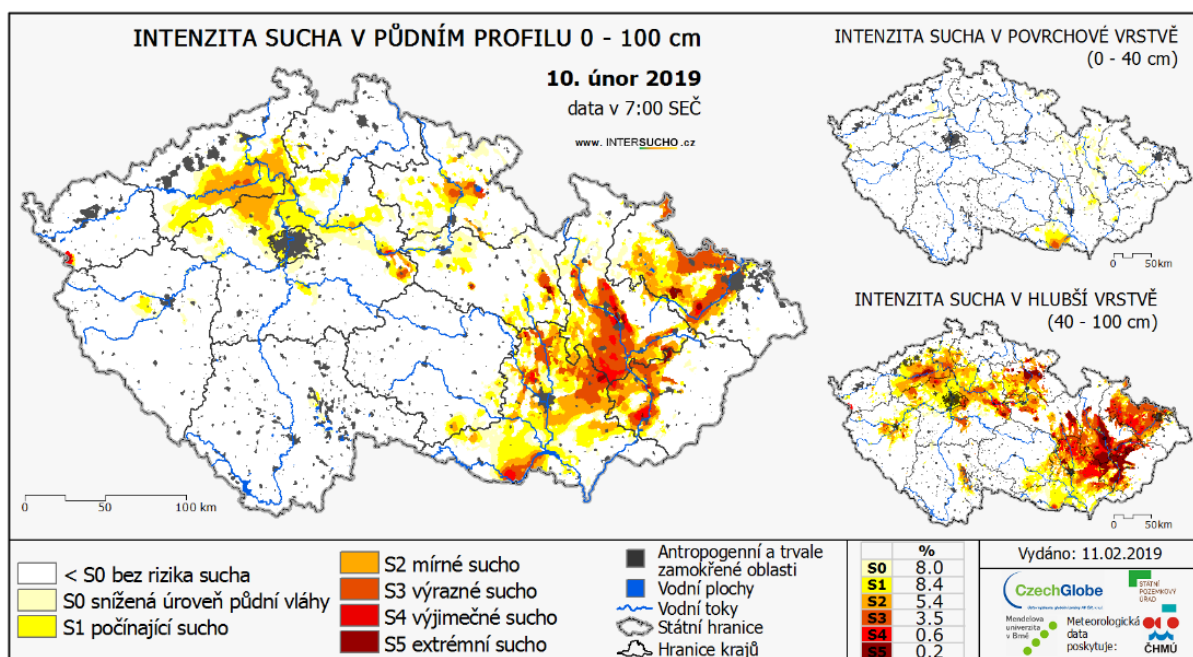 INTENZITA SUCHA V PŮDNÍM PROFILU 0 - 100 cm
10. únor 2019
data v 7:00 SEČ
www. INTERSUCHO .cz
0 50 100 km
INTENZITA SUCHA V POVRCHOVÉ VRSTVĚ
(0 - 40 cm)
0 50km
INTENZITA SUCHA V HLUBŠÍ VRSTVĚ
(40 - 100 cm)
0 50km
< S0 bez rizika sucha
S0 snížená úroveň půdní vláhy
S1 počínající sucho
S2 mírné sucho
S3 výrazné sucho
S4 výjimečné sucho
S5 extrémní sucho
Antropogenní a trvale
zamokřené oblasti
Vodní plochy
Vodní toky
Státní hranice
Hranice krajů
%
S0 8.0
S1 8.4
S2 5.4
S3 3.5
S4 0.6
S5 0.2
Vydáno: 11.02.2019
CzechGlobe
STÁTNÍ
POZEMKOVÝ
ÚŘAD
Mendelova
univerzita
v Brně
Meteorologická
data
poskytuje:
ČHMÚ